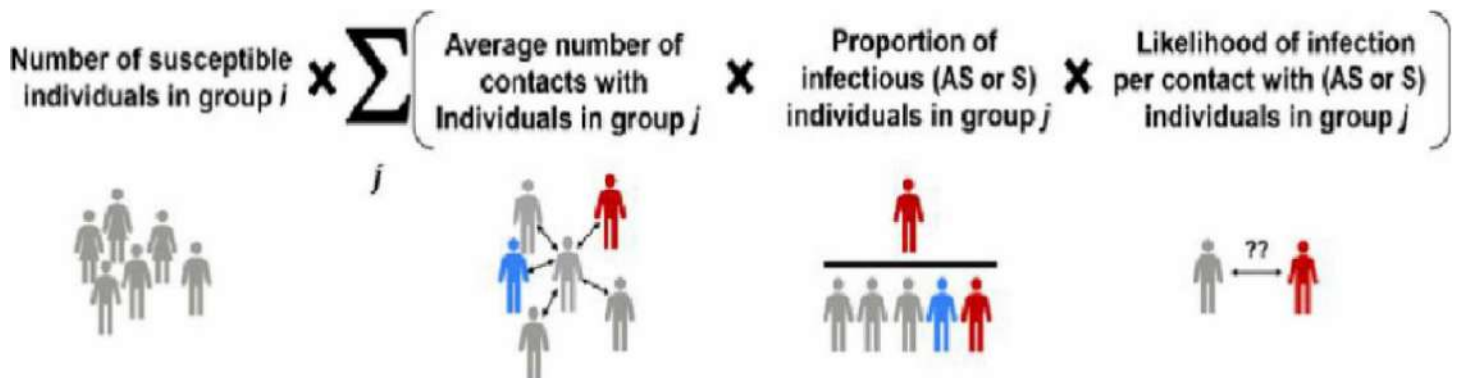 Number of susceptible
individuals in group i
×
∑
j
Average number of
contacts with
Individuals in group j
×
Proportion of
infectious (AS or S)
individuals in group j
×
Likelihood of infection
per contact with (AS or S)
individuals in group j
??